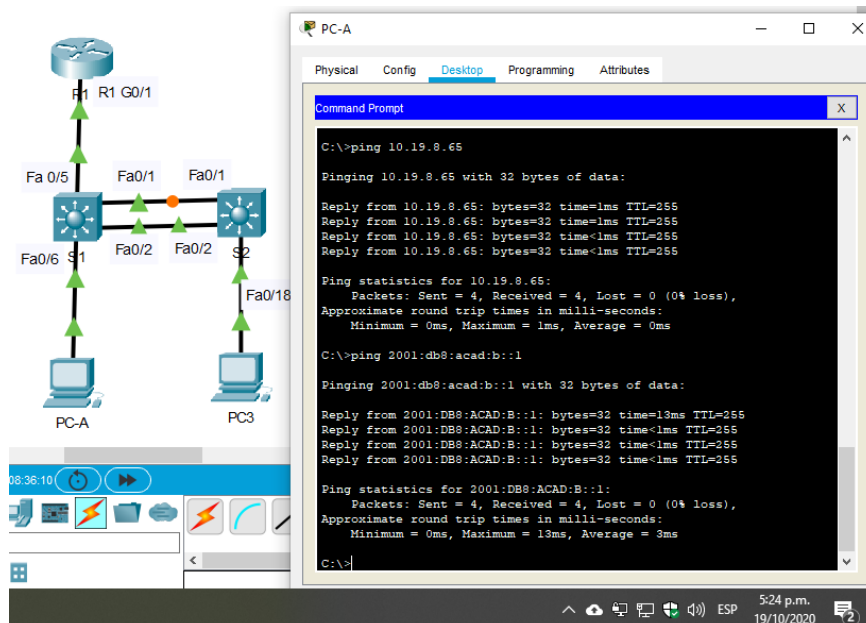 R1 R1 G0/1
Fa 0/5 Fa0/1 Fa0/1
Fa0/6 S1 Fa0/2 Fa0/2 S2
Fa0/18
PC-A PC3
08:36:10
PC-A
Physical Config Desktop Programming Attributes
Command Prompt X
C:\>ping 10.19.8.65
Pinging 10.19.8.65 with 32 bytes of data:
Reply from 10.19.8.65: bytes=32 time=1ms TTL=255
Reply from 10.19.8.65: bytes=32 time=1ms TTL=255
Reply from 10.19.8.65: bytes=32 time<1ms TTL=255
Reply from 10.19.8.65: bytes=32 time<1ms TTL=255
Ping statistics for 10.19.8.65:
Packets: Sent = 4, Received = 4, Lost = 0 (0% loss),
Approximate round trip times in milli-seconds:
Minimum = 0ms, Maximum = 1ms, Average = 0ms
C:\>ping 2001:db8:acad:b::1
Pinging 2001:db8:acad:b::1 with 32 bytes of data:
Reply from 2001:DB8:ACAD:B::1: bytes=32 time=13ms TTL=255
Reply from 2001:DB8:ACAD:B::1: bytes=32 time<1ms TTL=255
Reply from 2001:DB8:ACAD:B::1: bytes=32 time<1ms TTL=255
Reply from 2001:DB8:ACAD:B::1: bytes=32 time<1ms TTL=255
Ping statistics for 2001:DB8:ACAD:B::1:
Packets: Sent = 4, Received = 4, Lost = 0 (0% loss),
Approximate round trip times in milli-seconds:
Minimum = 0ms, Maximum = 13ms, Average = 3ms
C:\>
ESP 5:24 p.m.
19/10/2020 2